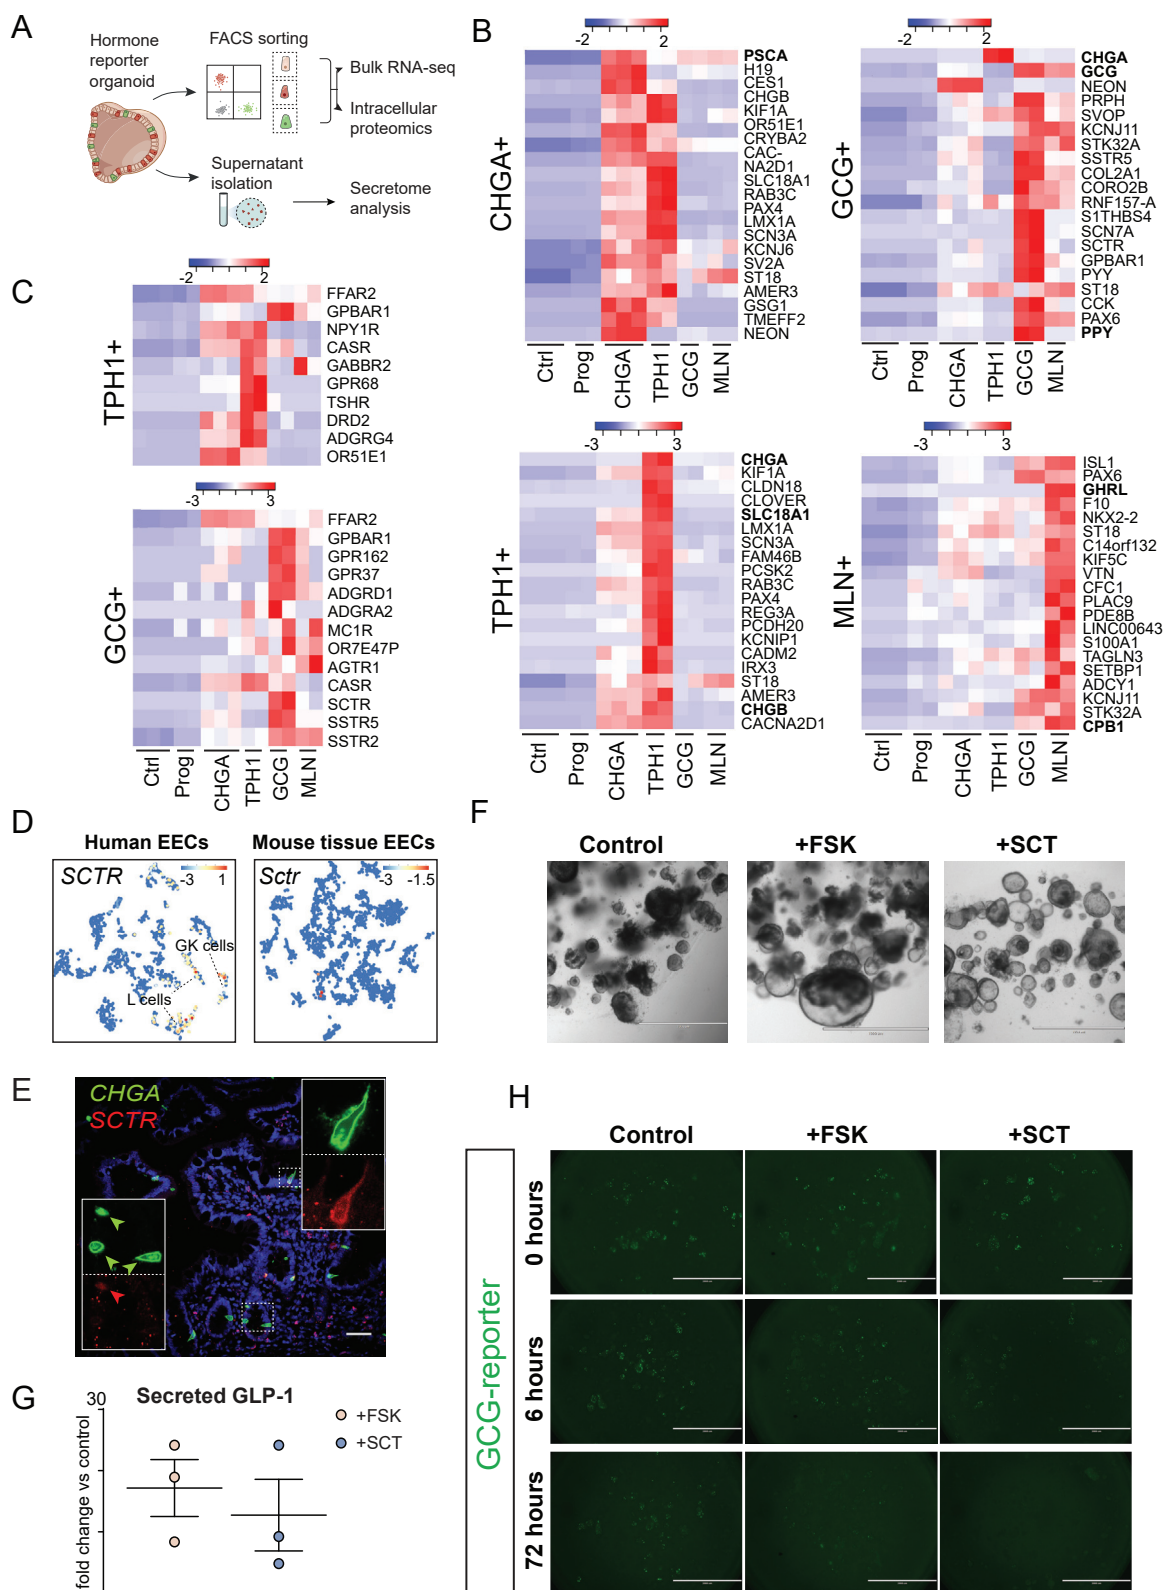 A
Hormone
reporter
organoid
FACS sorting
Bulk RNA-seq
Intracellular
proteomics
Supernatant
isolation
Secretome
analysis
B
-2 2
CHGA+
PSCA
H19
CES1
CHGB
KIF1A
OR51E1
CRYBA2
CAC-
NA2D1
SLC18A1
RAB3C
PAX4
LMX1A
SCN3A
KCNJ6
SV2A
ST18
AMER3
GSG1
TMEFF2
NEON
Ctrl Prog CHGA TPH1 GCG MLN
-2 2
GCG+
CHGA
GCG
NEON
PRPH
SVOP
KCNJ11
STK32A
SSTR5
COL2A1
CORO2B
RNF157-A
S1THBS4
SCN7A
SCTR
GPBAR1
PYY
ST18
CCK
PAX6
PPY
Ctrl Prog CHGA TPH1 GCG MLN
-3 3
TPH1+
CHGA
KIF1A
CLDN18
CLOVER
SLC18A1
LMX1A
SCN3A
FAM46B
PCSK2
RAB3C
PAX4
REG3A
PCDH20
KCNIP1
CADM2
IRX3
ST18
AMER3
CHGB
CACNA2D1
Ctrl Prog CHGA TPH1 GCG MLN
-3 3
MLN+
ISL1
PAX6
GHRL
F10
NKX2-2
ST18
C14orf132
KIF5C
VTN
CFC1
PLAC9
PDE8B
LINC00643
S100A1
TAGLN3
SETBP1
ADCY1
KCNJ11
STK32A
CPB1
Ctrl Prog CHGA TPH1 GCG MLN
C
-2 2
TPH1+
FFAR2
GPBAR1
NPY1R
CASR
GABBR2
GPR68
TSHR
DRD2
ADGRG4
OR51E1
-3 3
GCG+
FFAR2
GPBAR1
GPR162
GPR37
ADGRD1
ADGRA2
MC1R
OR7E47P
AGTR1
CASR
SCTR
SSTR5
SSTR2
Ctrl Prog CHGA TPH1 GCG MLN
D
Human EECs
SCTR
-3 1
GK cells
L cells
Mouse tissue EECs
Sctr
-3 -1.5
E
CHGA
SCTR
F
Control +FSK +SCT
G
Secreted GLP-1
30
fold change vs control
+FSK
+SCT
H
Control +FSK +SCT
GCG-reporter
0 hours
6 hours
72 hours